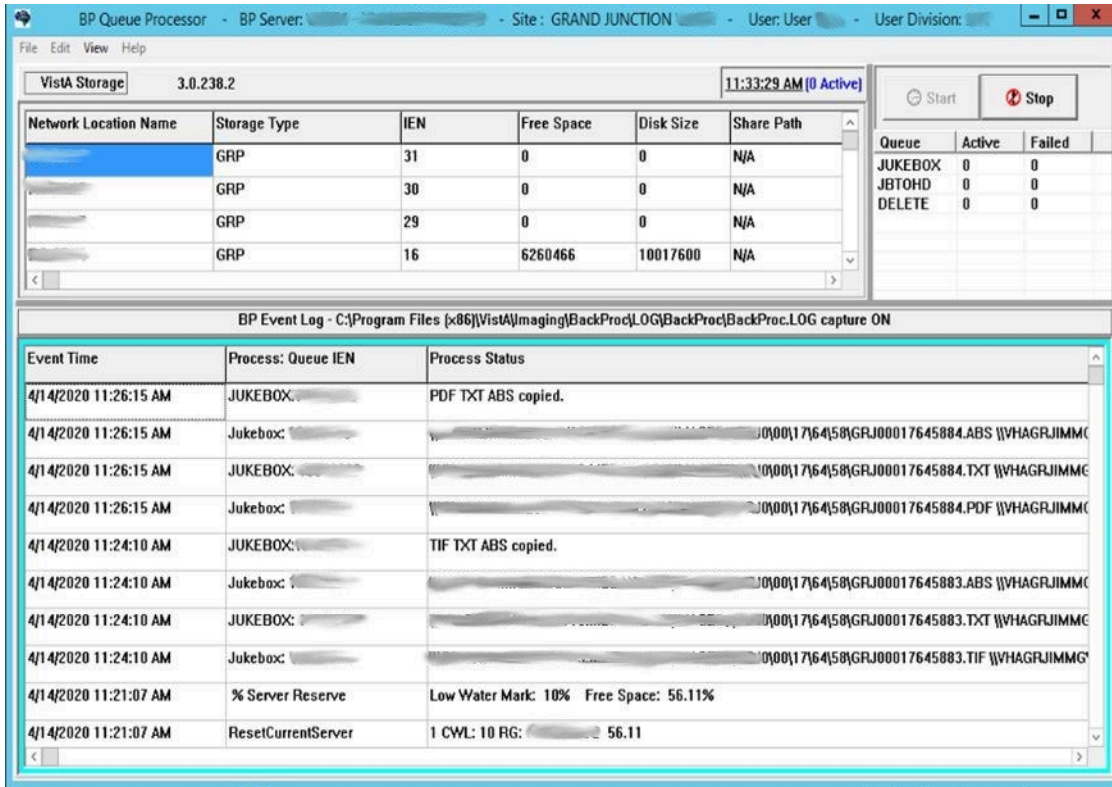 BP Queue Processor - BP Server: - Site : GRAND JUNCTION - User: User - User Division:
File Edit View Help
VistA Storage 3.0.238.2 11:33:29 AM (0 Active)
Start Stop
Network Location Name Storage Type IEN Free Space Disk Size Share Path
GRP 31 0 0 N/A
GRP 30 0 0 N/A
GRP 29 0 0 N/A
GRP 16 6260466 10017600 N/A
Queue Active Failed
JUKEBOX 0 0
JBTOHD 0 0
DELETE 0 0
BP Event Log - C:\Program Files (x86)\VistA\Imaging\BackProc\LOG\BackProc\BackProc.LOG capture ON
Event Time Process: Queue IEN Process Status
4/14/2020 11:26:15 AM JUKEBOX: PDF TXT ABS copied.
4/14/2020 11:26:15 AM Jukebox: J0\00\17\64\58\GRJ00017645884.ABS \\VHAGRJIMMG
4/14/2020 11:26:15 AM JUKEBOX: \0\00\17\64\58\GRJ00017645884.TXT \\VHAGRJIMMG
4/14/2020 11:26:15 AM Jukebox: J0\00\17\64\58\GRJ00017645884.PDF \\VHAGRJIMMG
4/14/2020 11:24:10 AM JUKEBOX: TIF TXT ABS copied.
4/14/2020 11:24:10 AM Jukebox: J0\00\17\64\58\GRJ00017645883.ABS \\VHAGRJIMMG
4/14/2020 11:24:10 AM JUKEBOX: J0\00\17\64\58\GRJ00017645883.TXT \\VHAGRJIMMG
4/14/2020 11:24:10 AM Jukebox: 0\00\17\64\58\GRJ00017645883.TIF \\VHAGRJIMMG
4/14/2020 11:21:07 AM % Server Reserve Low Water Mark: 10% Free Space: 56.11%
4/14/2020 11:21:07 AM ResetCurrentServer 1 CWL: 10 RG: 56.11